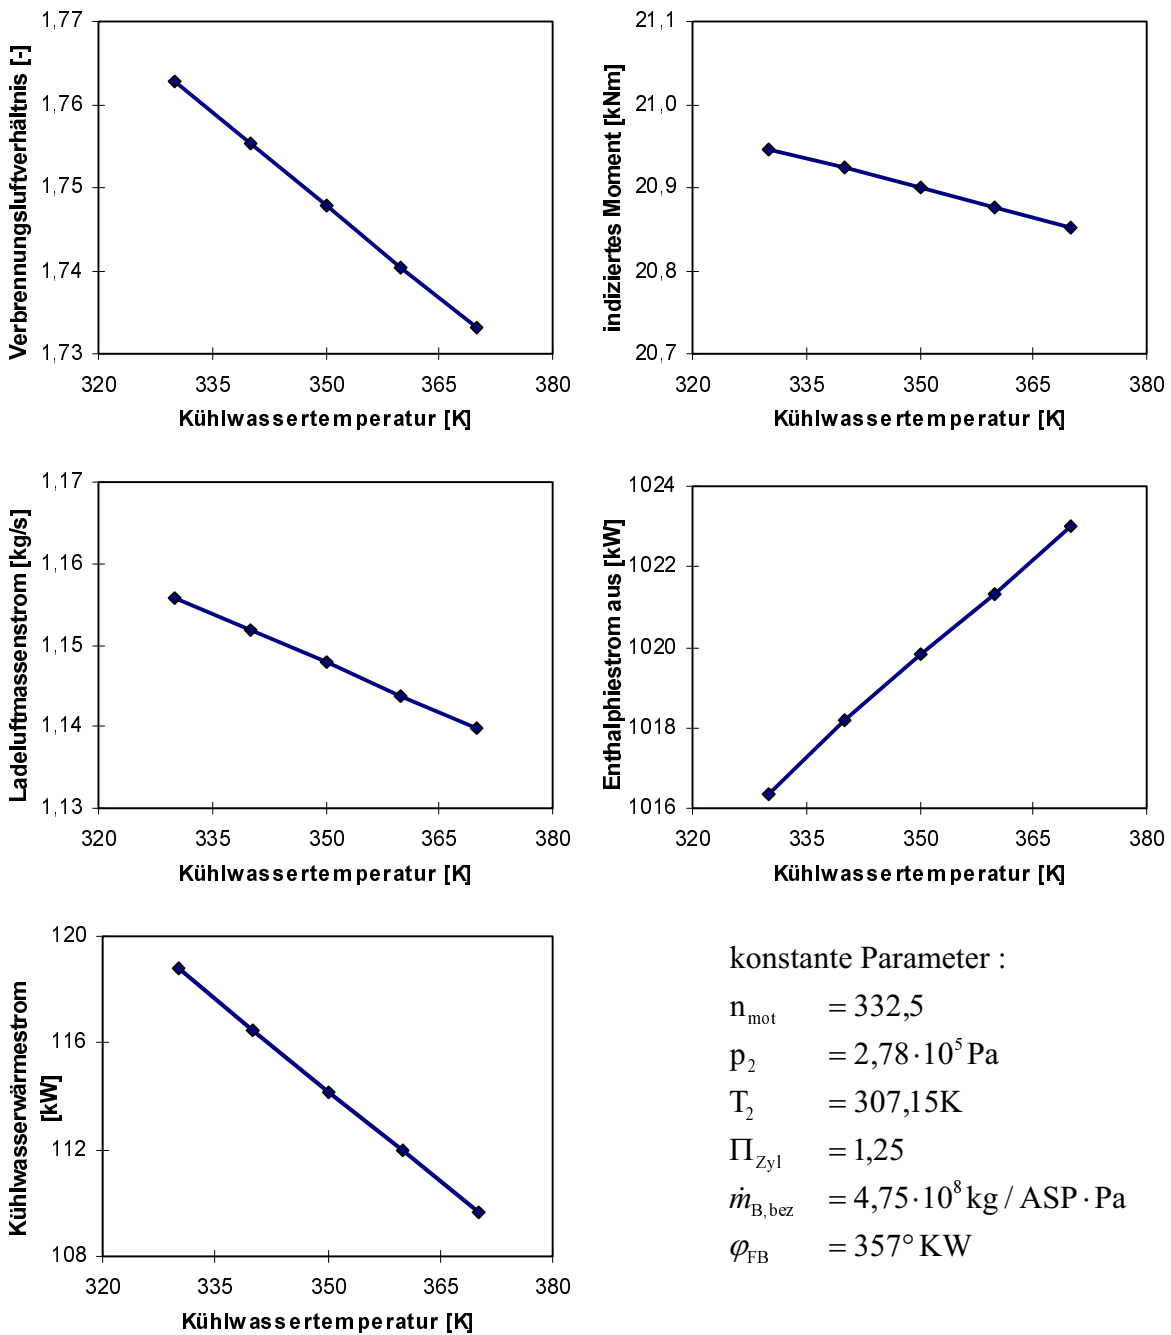 Verbrennungsluftverhältnis [-]
1,77
1,76
1,75
1,74
1,73
320 335 350 365 380
Kühlwassertemperatur [K]
indiziertes Moment [kNm]
21,1
21,0
20,9
20,8
20,7
320 335 350 365 380
Kühlwassertemperatur [K]
Ladeluftmassenstrom [kg/s]
1,17
1,16
1,15
1,14
1,13
320 335 350 365 380
Kühlwassertemperatur [K]
Enthalphiestrom aus [kW]
1024
1022
1020
1018
1016
320 335 350 365 380
Kühlwassertemperatur [K]
Kühlwasserwärmestrom
[kW]
120
116
112
108
320 335 350 365 380
Kühlwassertemperatur [K]
konstante Parameter :
n_mot = 332,5
p_2 = 2,78·10^5 Pa
T_2 = 307,15K
Π_Zyl = 1,25
ṁ_B,bez = 4,75·10^8 kg / ASP·Pa
φ_FB = 357° KW